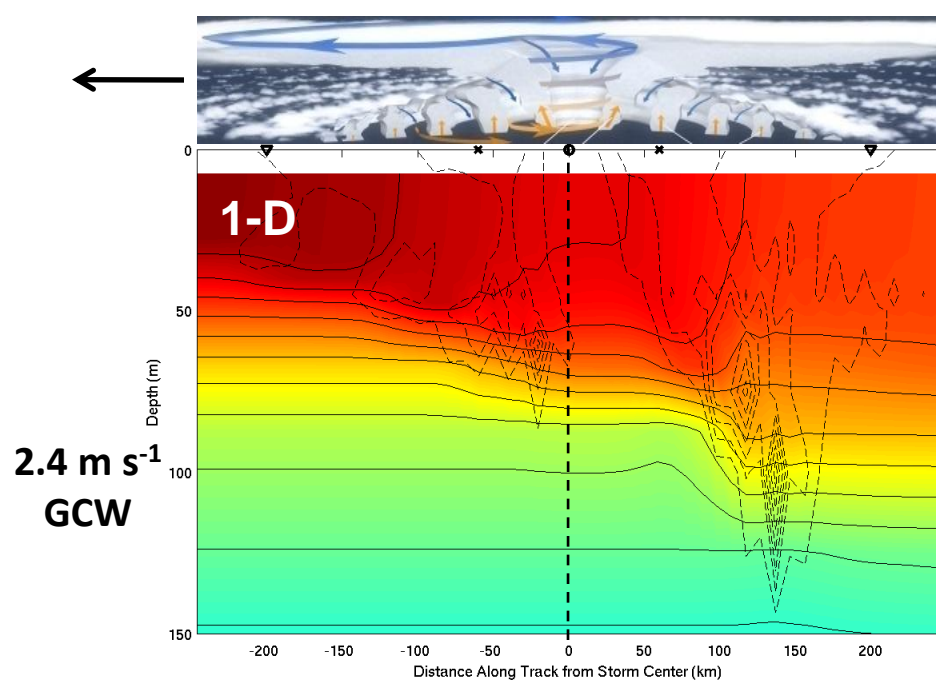 0
1-D
50
Depth (m)
2.4 m s-1
GCW
100
150
-200 -150 -100 -50 0 50 100 150 200
Distance Along Track from Storm Center (km)